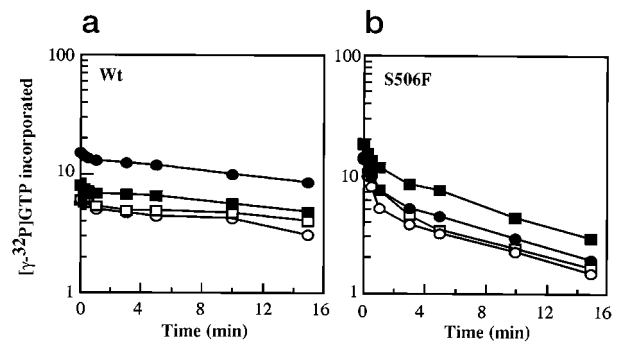 a
b
[γ-³²P]GTP incorporated
100
10
1
Wt
0 4 8 12 16
Time (min)
100
10
1
S506F
0 4 8 12 16
Time (min)